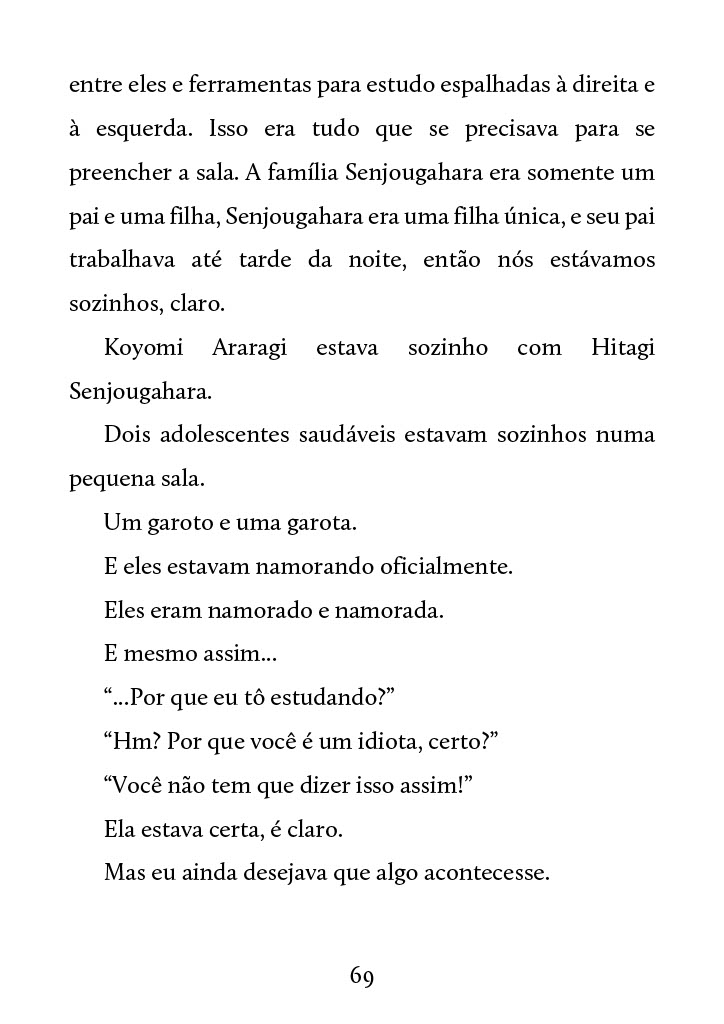 entre eles e ferramentas para estudo espalhadas à direita e
à esquerda. Isso era tudo que se precisava para se
preencher a sala. A família Senjougahara era somente um
pai e uma filha, Senjougahara era uma filha única, e seu pai
trabalhava até tarde da noite, então nós estávamos
sozinhos, claro.
Koyomi Araragi estava sozinho com Hitagi
Senjougahara.
Dois adolescentes saudáveis estavam sozinhos numa
pequena sala.
Um garoto e uma garota.
E eles estavam namorando oficialmente.
Eles eram namorado e namorada.
E mesmo assim...
“...Por que eu tô estudando?”
“Hm? Por que você é um idiota, certo?”
“Você não tem que dizer isso assim!”
Ela estava certa, é claro.
Mas eu ainda desejava que algo acontecesse.
69